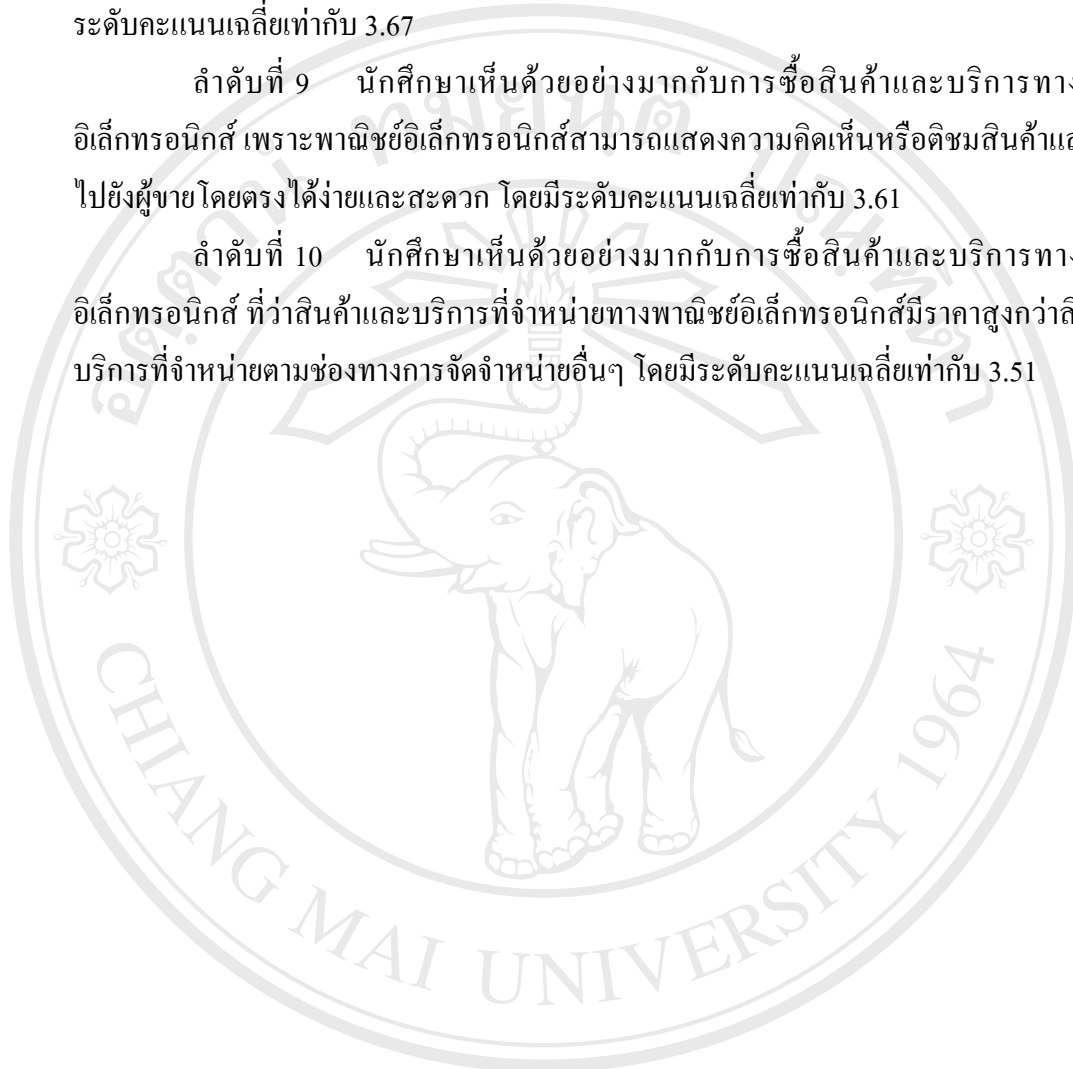 ระดับคะแนนเฉลี่ยเท่ากับ 3.67
ลำดับที่ 9 นักศึกษาเห็นด้วยอย่างมากกับการซื้อสินค้าและบริการทาง
อิเล็กทรอนิกส์ เพราะพาณิชย์อิเล็กทรอนิกส์สามารถแสดงความคิดเห็นหรือติชมสินค้าแล
ไปยังผู้ขายโดยตรงได้ง่ายและสะดวก โดยมีระดับคะแนนเฉลี่ยเท่ากับ 3.61
ลำดับที่ 10 นักศึกษาเห็นด้วยอย่างมากกับการซื้อสินค้าและบริการทาง
อิเล็กทรอนิกส์ ที่ว่าสินค้าและบริการที่จำหน่ายทางพาณิชย์อิเล็กทรอนิกส์มีราคาสูงกว่าสิ
บริการที่จำหน่ายตามช่องทางการจัดจำหน่ายอื่นๆ โดยมีระดับคะแนนเฉลี่ยเท่ากับ 3.51
CHIANG MAI UNIVERSITY 1964